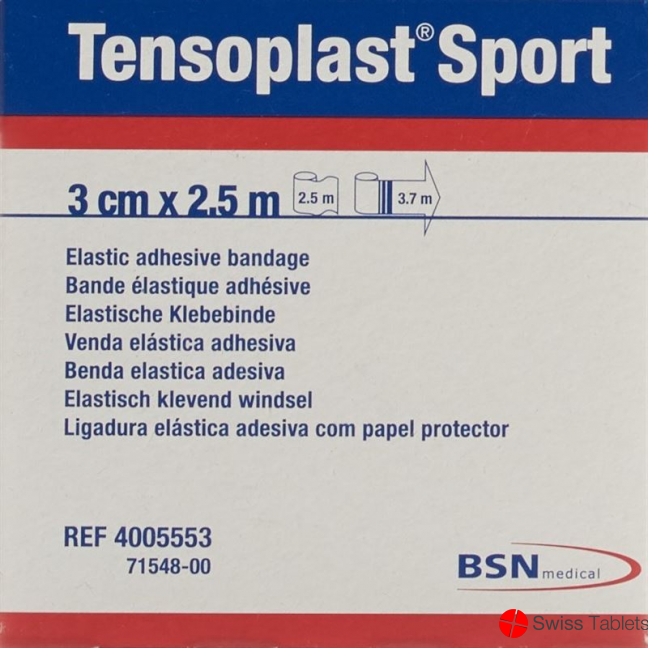 Tensoplast® Sport
3 cm x 2.5 m 2.5 m 3.7 m
Elastic adhesive bandage
Bande élastique adhésive
Elastische Klebebinde
Venda elástica adhesiva
Benda elastica adesiva
Elastisch klevend windsel
Ligadura elástica adesiva com papel protector
REF 4005553
71548-00
BSN medical
Swiss Tablets